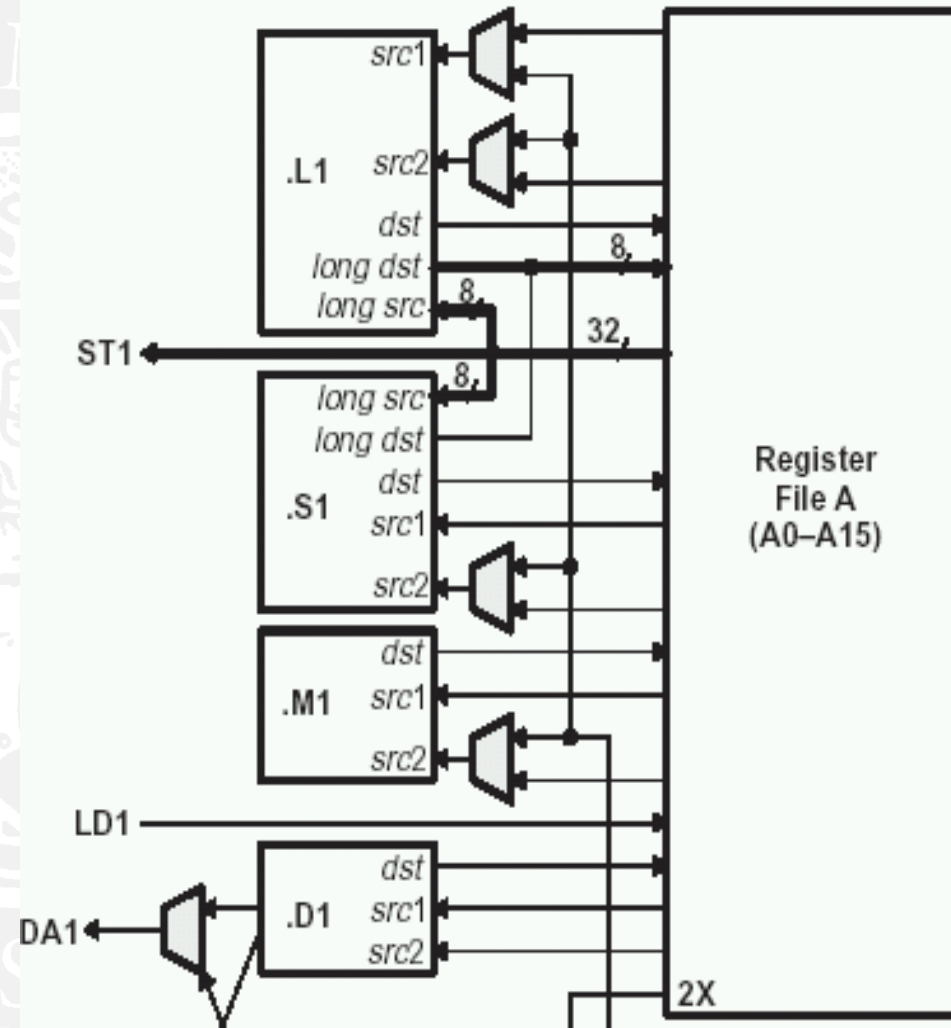 src1
.L1
src2
dst
long dst
8
long src
8
ST1
32
8
long src
long dst
dst
.S1
src1
src2
Register
File A
(A0–A15)
dst
.M1
src1
src2
LD1
dst
.D1
src1
src2
DA1
2X